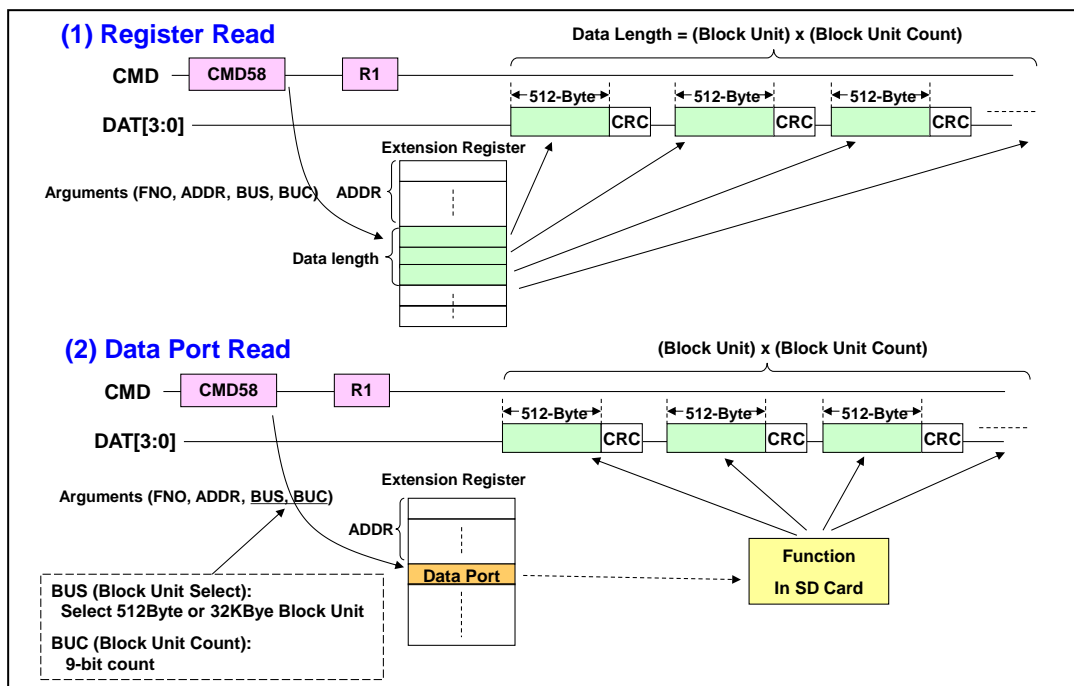 (1) Register Read
Data Length = (Block Unit) x (Block Unit Count)
CMD
CMD58
R1
512-Byte
512-Byte
512-Byte
DAT[3:0]
CRC
CRC
CRC
Extension Register
Arguments (FNO, ADDR, BUS, BUC)
ADDR
Data length
(2) Data Port Read
(Block Unit) x (Block Unit Count)
CMD
CMD58
R1
512-Byte
512-Byte
512-Byte
DAT[3:0]
CRC
CRC
CRC
Extension Register
Arguments (FNO, ADDR, BUS, BUC)
ADDR
Data Port
Function
In SD Card
BUS (Block Unit Select):
Select 512Byte or 32KBye Block Unit
BUC (Block Unit Count):
9-bit count